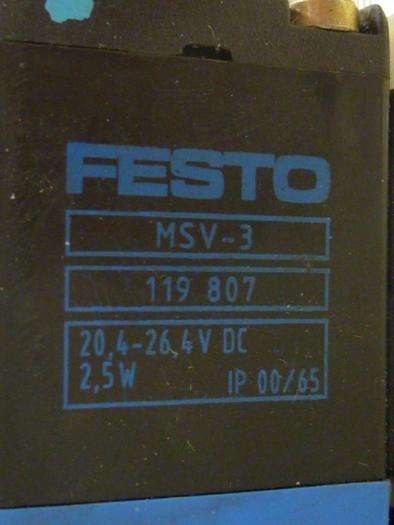 FESTO
MSV-3
119 807
20,4-26,4V DC
2,5W IP 00/65